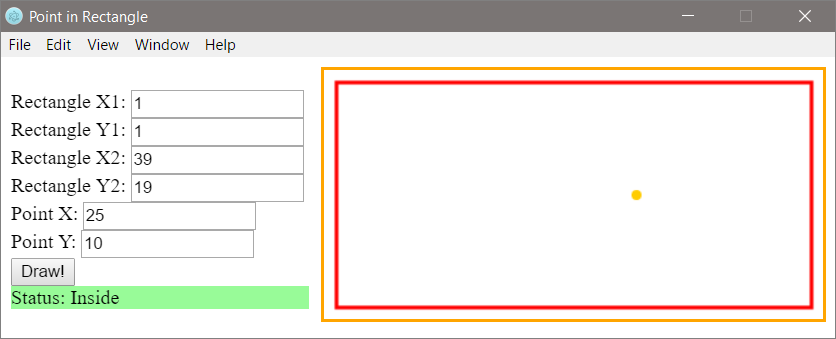 Point in Rectangle
File Edit View Window Help
Rectangle X1: 1
Rectangle Y1: 1
Rectangle X2: 39
Rectangle Y2: 19
Point X: 25
Point Y: 10
Draw!
Status: Inside